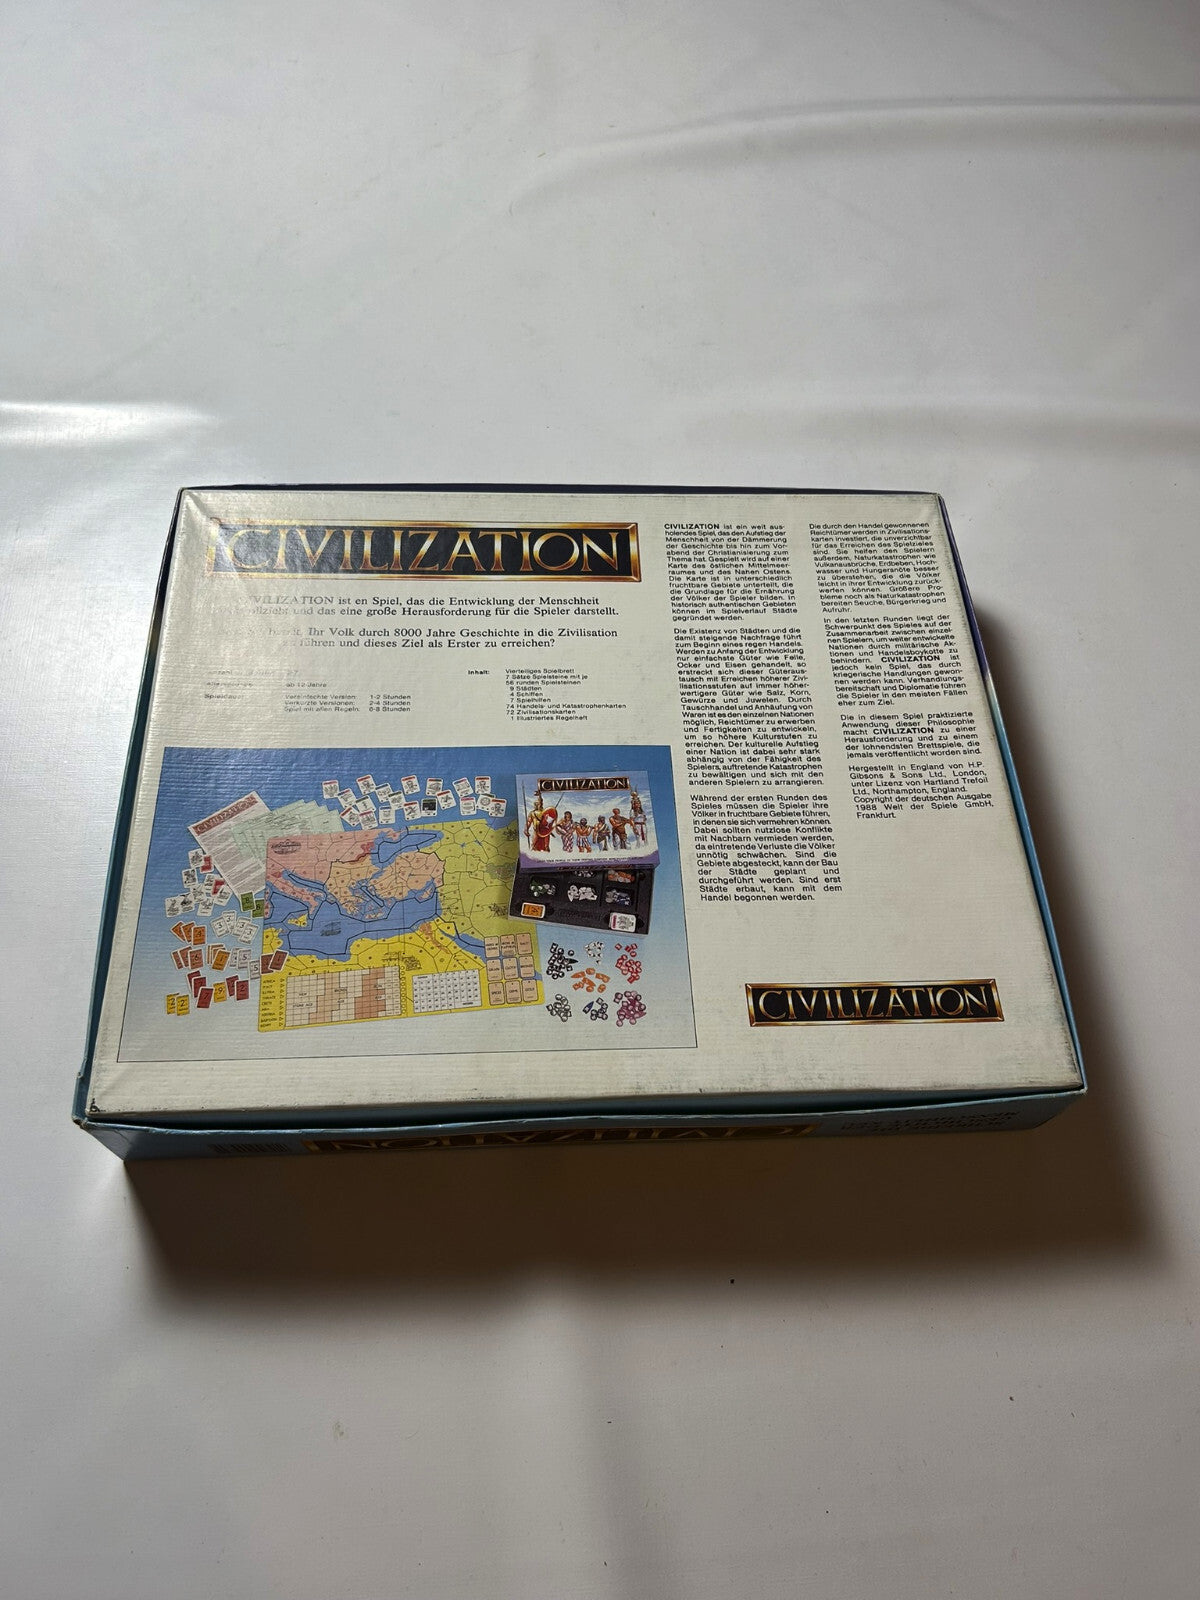 CIVILIZATION
IVILIZATION ist en Spiel, das die Entwicklung der Menschheit
und das eine große Herausforderung für die Spieler darstellt.
Ihr Volk durch 8000 Jahre Geschichte in die Zivilisation
führen und dieses Ziel als Erster zu erreichen?
ab 12 Jahre
Spieldauer: Vereinfachte Version: 1-2 Stunden
Verkürzte Versionen: 2-4 Stunden
Spiel mit allen Regeln: 6-8 Stunden
Inhalt: Vierteiliges Spielbrett
7 Sätze Spielsteine mit je
56 runden Spielsteinen
9 Städten
4 Schiffen
7 Spielhilfen
74 Handels- und Katastrophenkarten
72 Zivilisationskarten
1 illustriertes Regelheft
CIVILIZATION
CIVILIZATION
CIVILIZATION ist ein weit aus-
holendes Spiel, das den Aufstieg der
Menschheit von der Dämmerung
der Geschichte bis hin zum Vor-
abend der Christianisierung zum
Thema hat. Gespielt wird auf einer
Karte des östlichen Mittelmeer-
raumes und des Nahen Ostens.
Die Karte ist in unterschiedlich
fruchtbare Gebiete unterteilt, die
die Grundlage für die Ernährung
der Völker der Spieler bilden. In
historisch authentischen Gebieten
können im Spielverlauf Städte
gegründet werden.
Die Existenz von Städten und die
damit steigende Nachfrage führt
zum Beginn eines regen Handels.
Werden zu Anfang der Entwicklung
nur einfachste Güter wie Felle,
Ocker und Eisen gehandelt, so
erstreckt sich dieser Güteraus-
tausch mit Erreichen höherer Zivi-
lisationsstufen auf immer höher-
wertigere Güter wie Salz, Korn,
Gewürze und Juwelen. Durch
Tauschhandel und Anhäufung von
Waren ist es den einzelnen Nationen
möglich, Reichtümer zu erwerben
und Fertigkeiten zu entwickeln,
um so höhere Kulturstufen zu
erreichen. Der kulturelle Aufstieg
einer Nation ist dabei sehr stark
abhängig von der Fähigkeit des
Spielers, auftretende Katastrophen
zu bewältigen und sich mit den
anderen Spielern zu arrangieren.
Während der ersten Runden des
Spieles müssen die Spieler ihre
Völker in fruchtbare Gebiete führen,
in denen sie sich vermehren können.
Dabei sollten nutzlose Konflikte
mit Nachbarn vermieden werden,
da eintretende Verluste die Völker
unnötig schwächen. Sind die
Gebiete abgesteckt, kann der Bau
der Städte geplant und
durchgeführt werden. Sind erst
Städte erbaut, kann mit dem
Handel begonnen werden.
Die durch den Handel gewonnenen
Reichtümer werden in Zivilisations-
karten investiert, die unverzichtbar
für das Erreichen des Spielzieles
sind. Sie helfen den Spielern
außerdem, Naturkatastrophen wie
Vulkanausbrüche, Erdbeben, Hoch-
wasser und Hungersnöte besser
zu überstehen, die die Völker
leicht in ihrer Entwicklung zurück-
werfen können. Größere Pro-
bleme noch als Naturkatastrophen
bereiten Seuche, Bürgerkrieg und
Aufruhr.
In den letzten Runden liegt der
Schwerpunkt des Spieles auf der
Zusammenarbeit zwischen einzel-
nen Spielern, um weiter entwickelte
Nationen durch militärische Ak-
tionen und Handelsboykotte zu
behindern. CIVILIZATION ist
jedoch kein Spiel, das durch
kriegerische Handlungen gewon-
nen werden kann. Verhandlungs-
bereitschaft und Diplomatie führen
die Spieler in den meisten Fällen
eher zum Ziel.
Die in diesem Spiel praktizierte
Anwendung dieser Philosophie
macht CIVILIZATION zu einer
Herausforderung und zu einem
der lohnendsten Brettspiele, die
jemals veröffentlicht worden sind.
Hergestellt in England von H.P.
Gibsons & Sons Ltd., London,
unter Lizenz von Hartland Trefoil
Ltd., Northampton, England.
Copyright der deutschen Ausgabe
1988 Welt der Spiele GmbH,
Frankfurt.
CIVILIZATION
CIVILIZATION